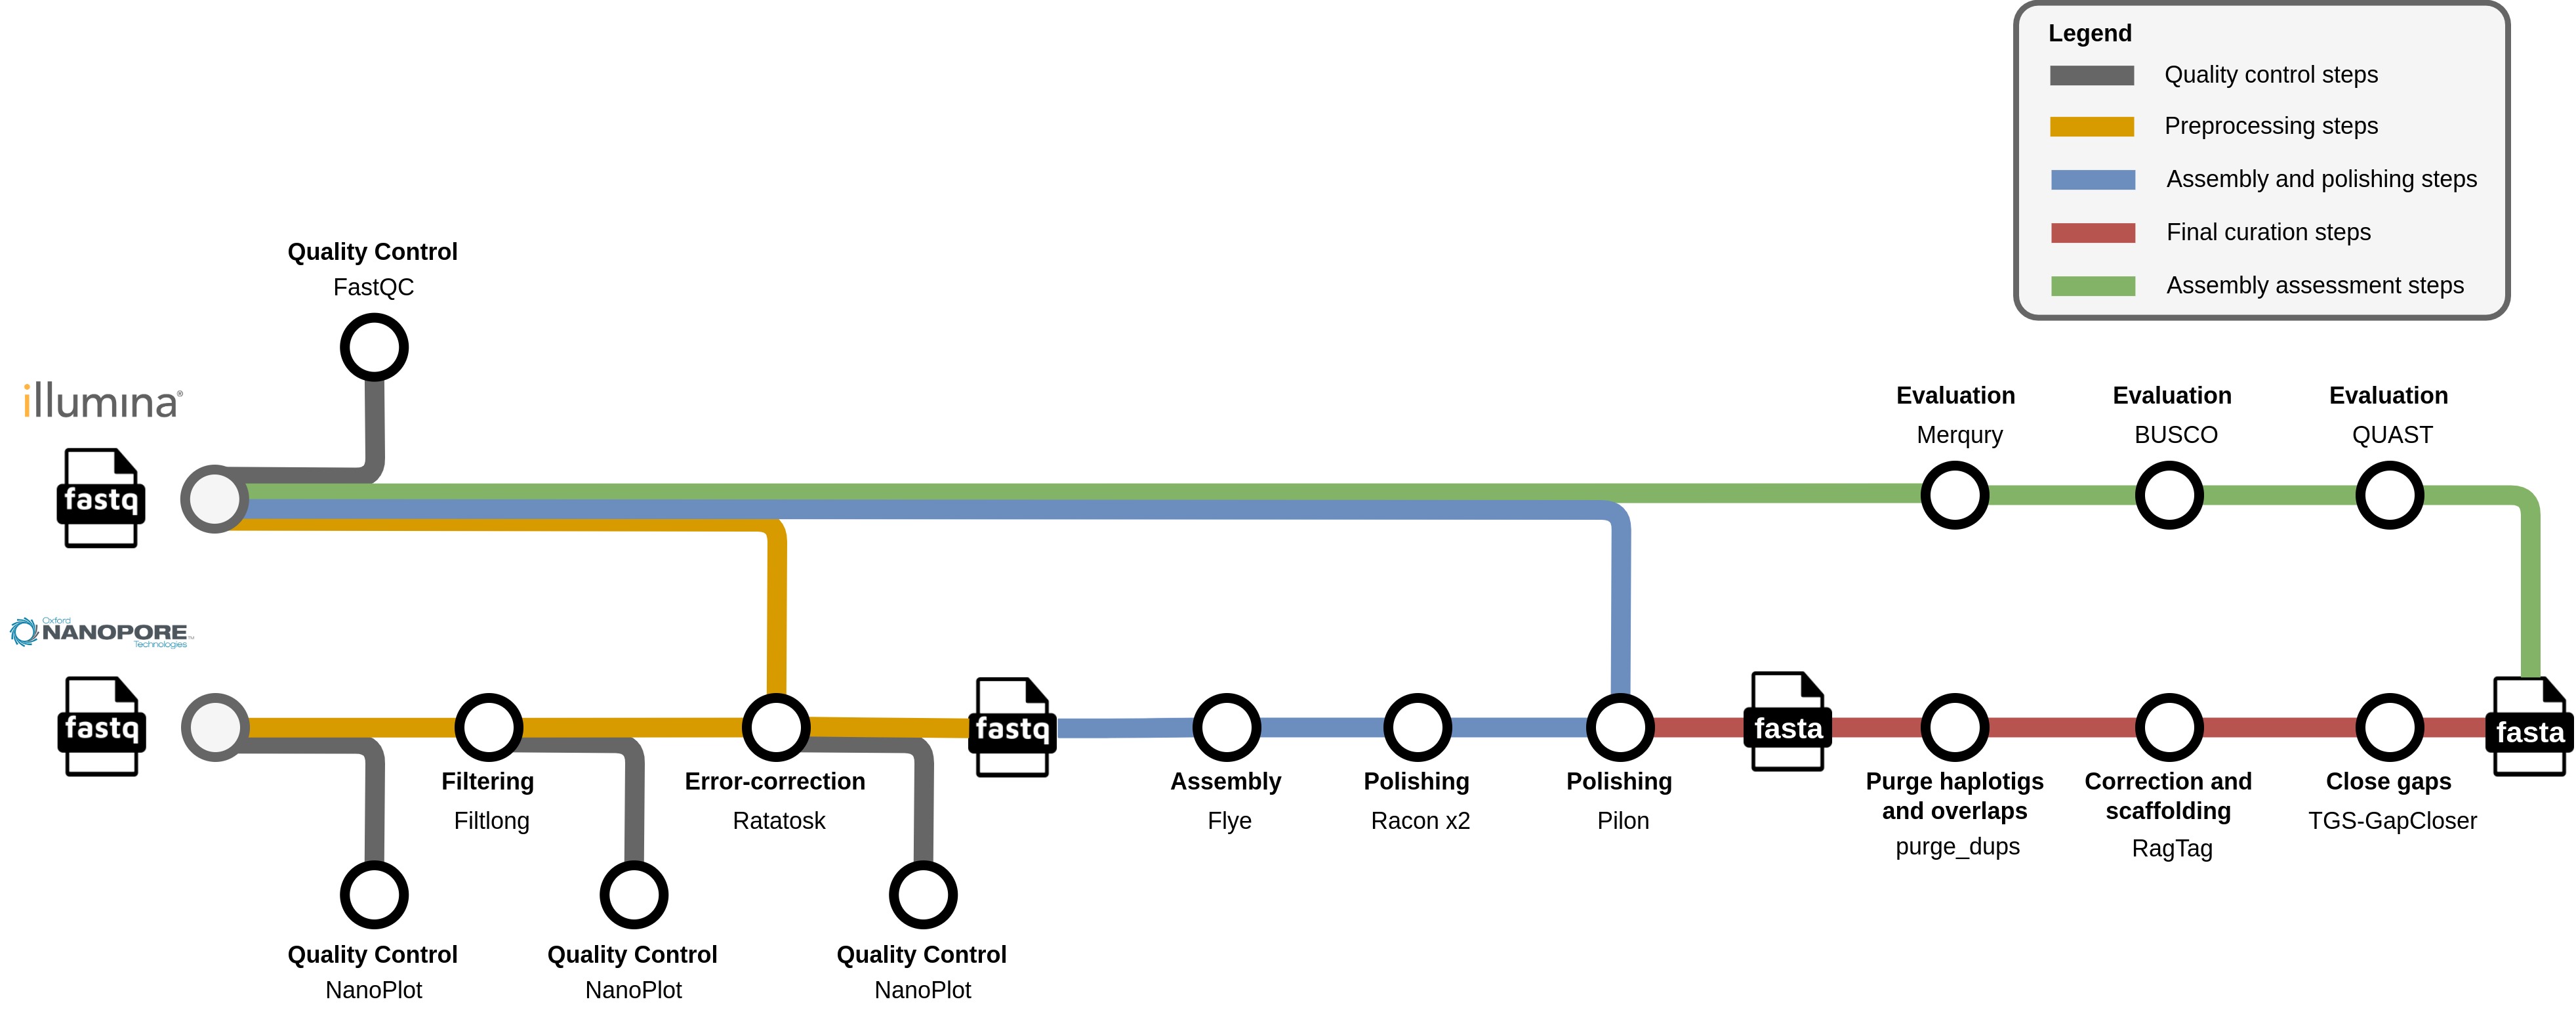 Legend
Quality control steps
Preprocessing steps
Assembly and polishing steps
Final curation steps
Assembly assessment steps
Quality Control
FastQC
illumina®
fastq
Evaluation
Merqury
Evaluation
BUSCO
Evaluation
QUAST
Oxford
NANOPORE
Technologies™
fastq
Filtering
Filtlong
Error-correction
Ratatosk
fastq
Assembly
Flye
Polishing
Racon x2
Polishing
Pilon
fasta
Purge haplotigs
and overlaps
purge_dups
Correction and
scaffolding
RagTag
Close gaps
TGS-GapCloser
fasta
Quality Control
NanoPlot
Quality Control
NanoPlot
Quality Control
NanoPlot